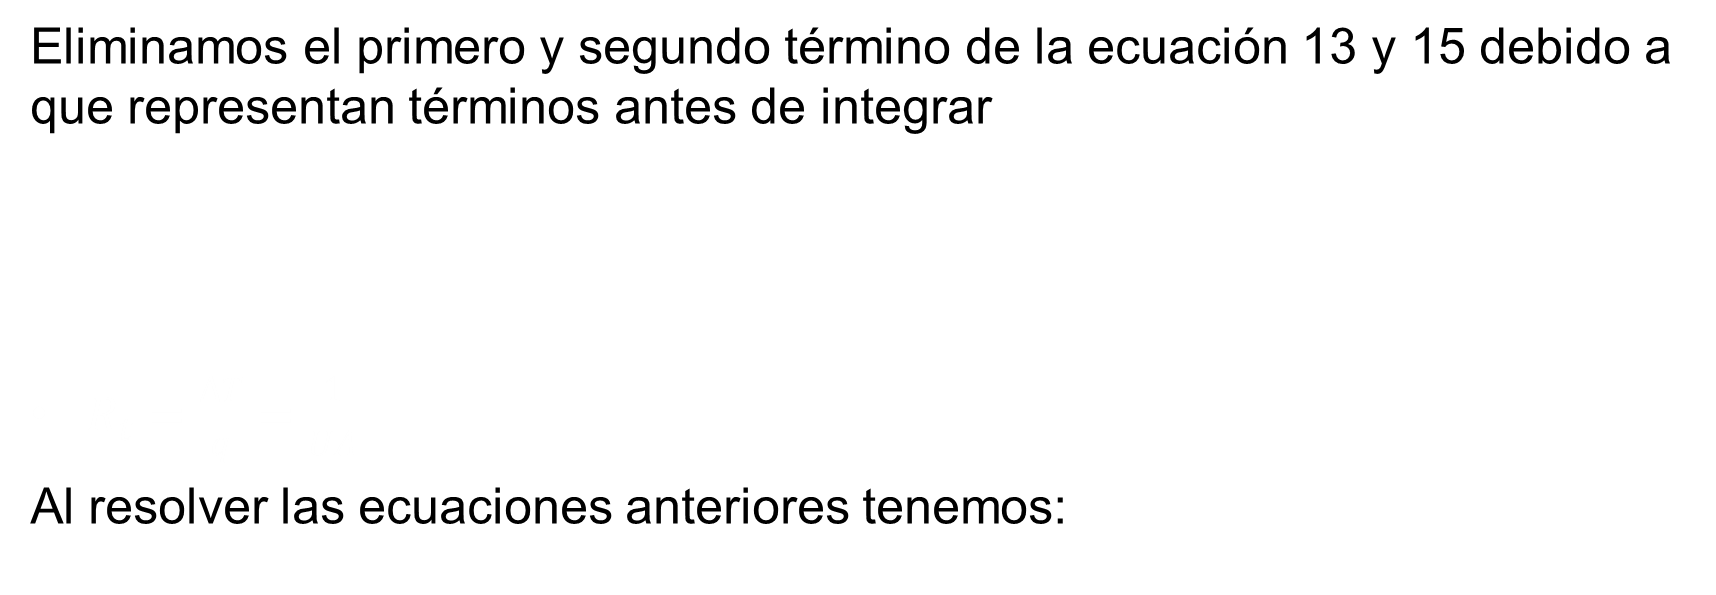 Eliminamos el primero y segundo término de la ecuación 13 y 15 debido a
que representan términos antes de integrar
Al resolver las ecuaciones anteriores tenemos: